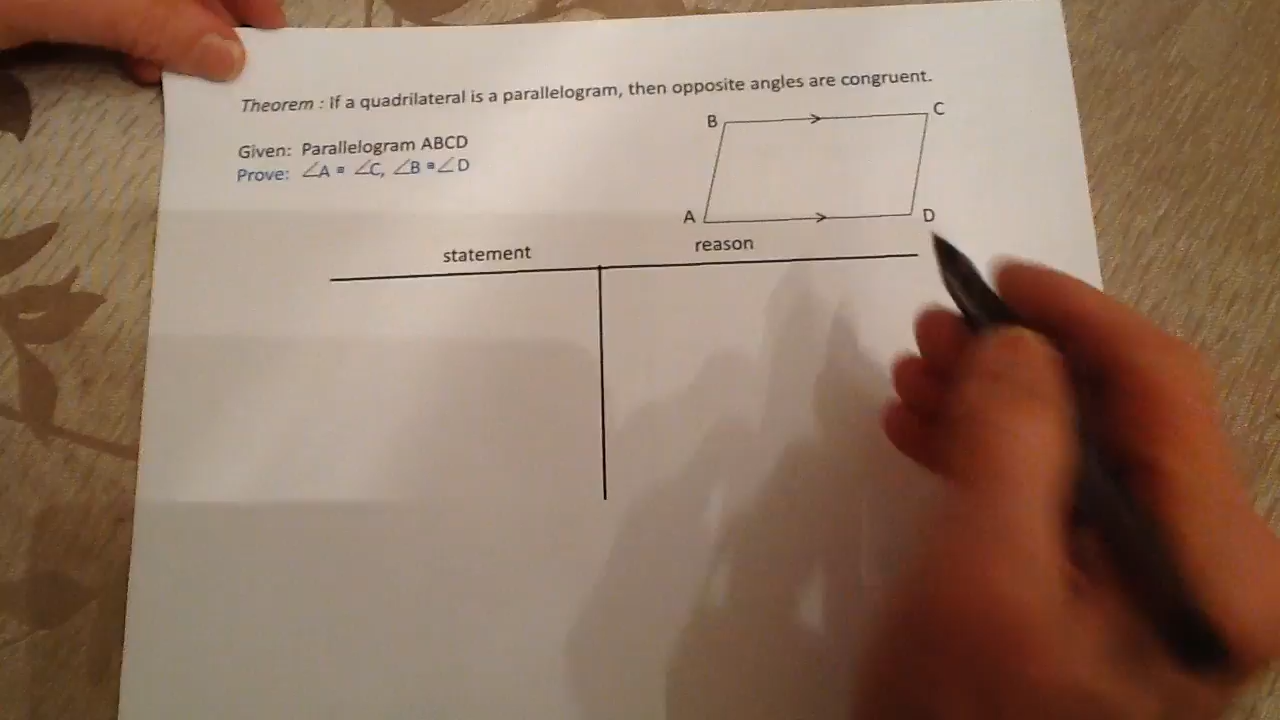 Theorem : If a quadrilateral is a parallelogram, then opposite angles are congruent.
Given: Parallelogram ABCD
Prove: ∠A ≅ ∠C, ∠B ≅ ∠D
B
C
A
D
statement
reason